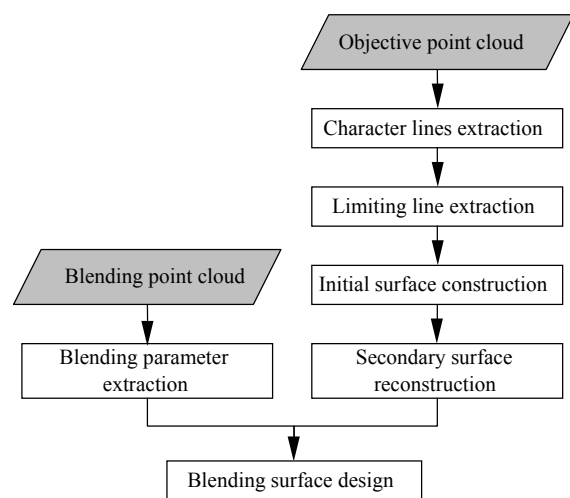 Objective point cloud
Character lines extraction
Limiting line extraction
Blending point cloud
Initial surface construction
Blending parameter
extraction
Secondary surface
reconstruction
Blending surface design